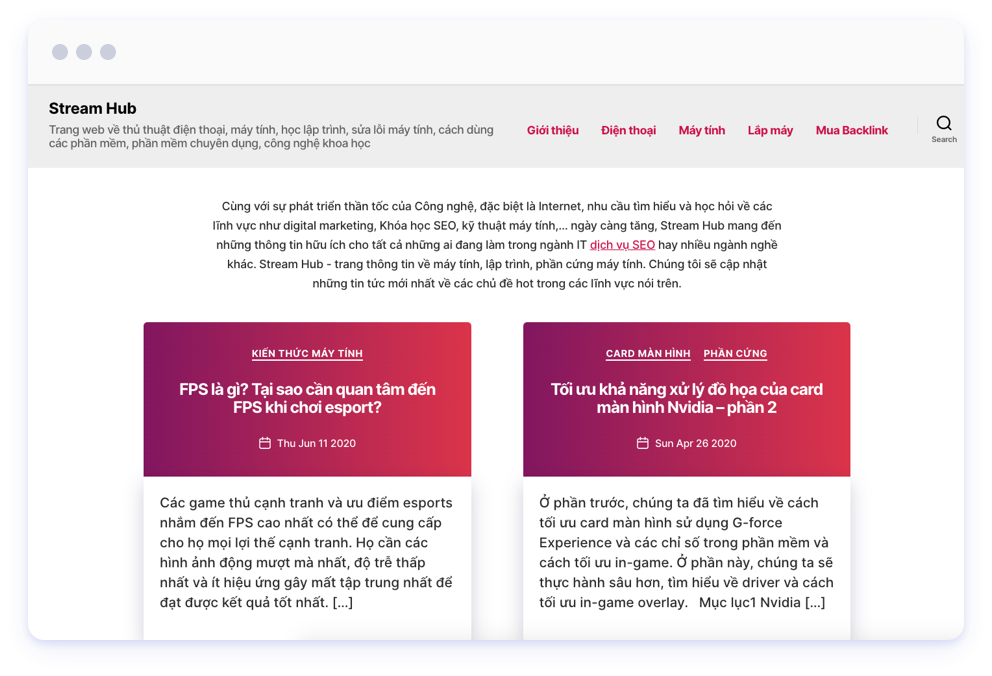 Stream Hub
Trang web về thủ thuật điện thoại, máy tính, học lập trình, sửa lỗi máy tính, cách dùng
các phần mềm, phần mềm chuyên dụng, công nghệ khoa học
Giới thiệu Điện thoại Máy tính Lắp máy Mua Backlink
Search
Cùng với sự phát triển thần tốc của Công nghệ, đặc biệt là Internet, nhu cầu tìm hiểu và học hỏi về các
lĩnh vực như digital marketing, Khóa học SEO, kỹ thuật máy tính,... ngày càng tăng, Stream Hub mang đến
những thông tin hữu ích cho tất cả những ai đang làm trong ngành IT dịch vụ SEO hay nhiều ngành nghề
khác. Stream Hub - trang thông tin về máy tính, lập trình, phần cứng máy tính. Chúng tôi sẽ cập nhật
những tin tức mới nhất về các chủ đề hot trong các lĩnh vực nói trên.
KIẾN THỨC MÁY TÍNH
FPS là gì? Tại sao cần quan tâm đến
FPS khi chơi esport?
Thu Jun 11 2020
Các game thủ cạnh tranh và ưu điểm esports
nhắm đến FPS cao nhất có thể để cung cấp
cho họ mọi lợi thế cạnh tranh. Họ cần các
hình ảnh động mượt mà nhất, độ trễ thấp
nhất và ít hiệu ứng gây mất tập trung nhất để
đạt được kết quả tốt nhất. [...]
CARD MÀN HÌNH PHẦN CỨNG
Tối ưu khả năng xử lý đồ họa của card
màn hình Nvidia – phần 2
Sun Apr 26 2020
Ở phần trước, chúng ta đã tìm hiểu về cách
tối ưu card màn hình sử dụng G-force
Experience và các chỉ số trong phần mềm và
cách tối ưu in-game. Ở phần này, chúng ta sẽ
thực hành sâu hơn, tìm hiểu về driver và cách
tối ưu in-game overlay. Mục lục1 Nvidia [...]